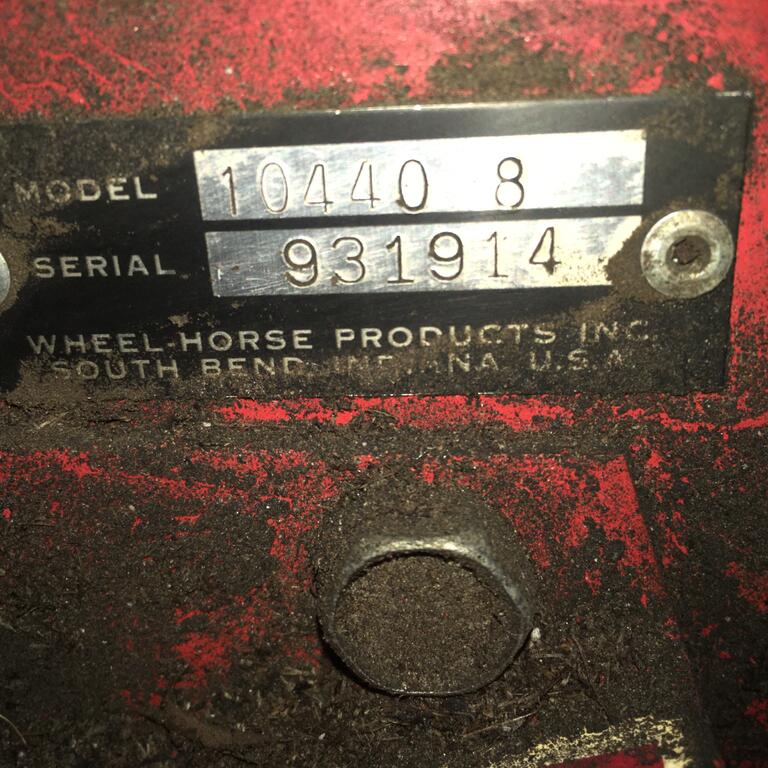 MODEL 10440 8
SERIAL 931914
WHEEL-HORSE PRODUCTS INC.
SOUTH BEND, INDIANA U.S.A.